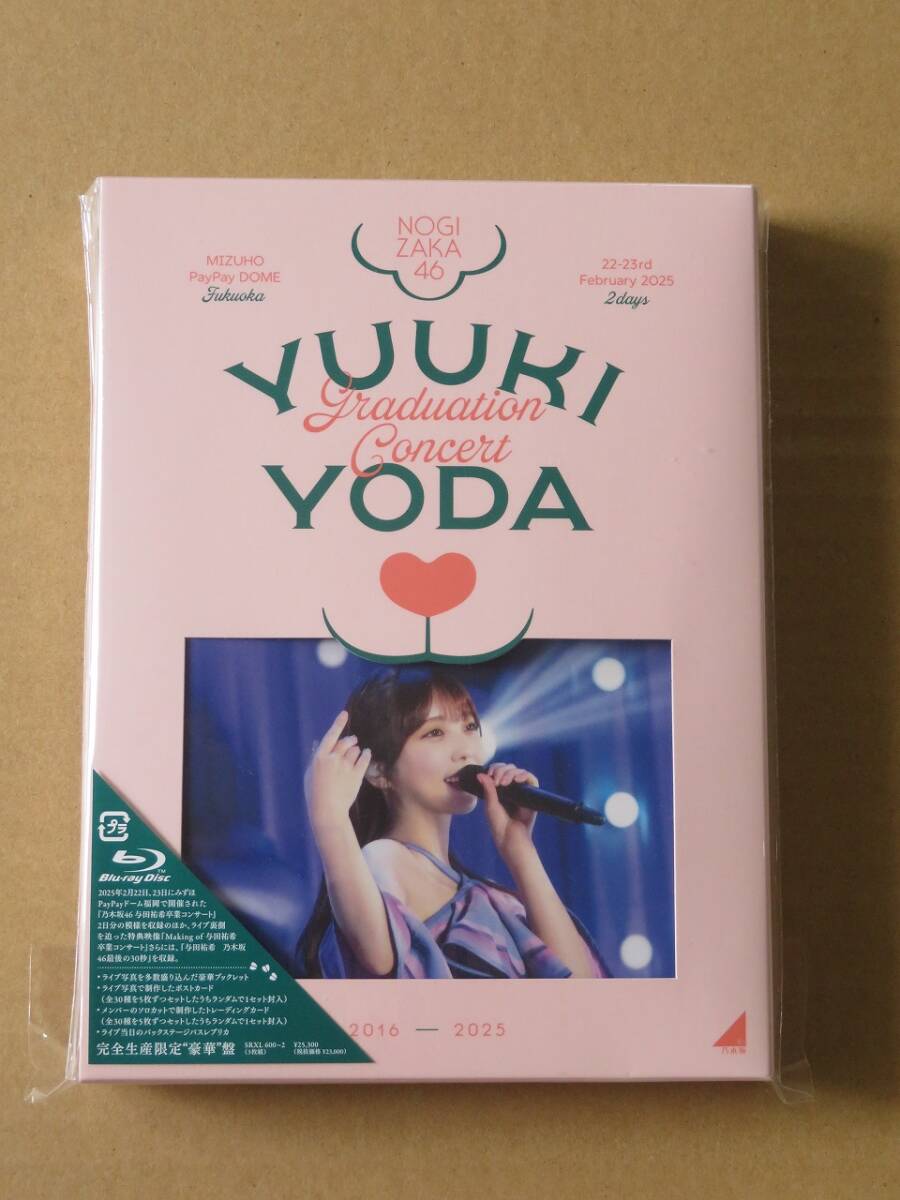 NOGI
ZAKA
46
MIZUHO
PayPay DOME
Fukuoka
22-23rd
February 2025
2days
YUUKI
Graduation
Concert
YODA
プラ
Blu-ray Disc™
2025年2月22日、23日にみずほ
PayPayドーム福岡で開催された
『乃木坂46 与田祐希卒業コンサート』
2日分の模様を収録のほか、ライブ裏側
を追った特典映像「Making of 与田祐希
卒業コンサート」さらには、「与田祐希 乃木坂
46最後の30秒」を収録。
・ライブ写真を多数盛り込んだ豪華ブックレット
・ライブ写真で制作したポストカード
(全30種を5枚ずつセットしたうちランダムで1セット封入)
・メンバーのソロカットで制作したトレーディングカード
(全30種を5枚ずつセットしたうちランダムで1セット封入)
・ライブ当日のバックステージパスレプリカ
完全生産限定“豪華”盤
SRXL 600~2
(3枚組)
¥25,300
(税抜価格 ¥23,000)
2016 — 2025
乃木坂